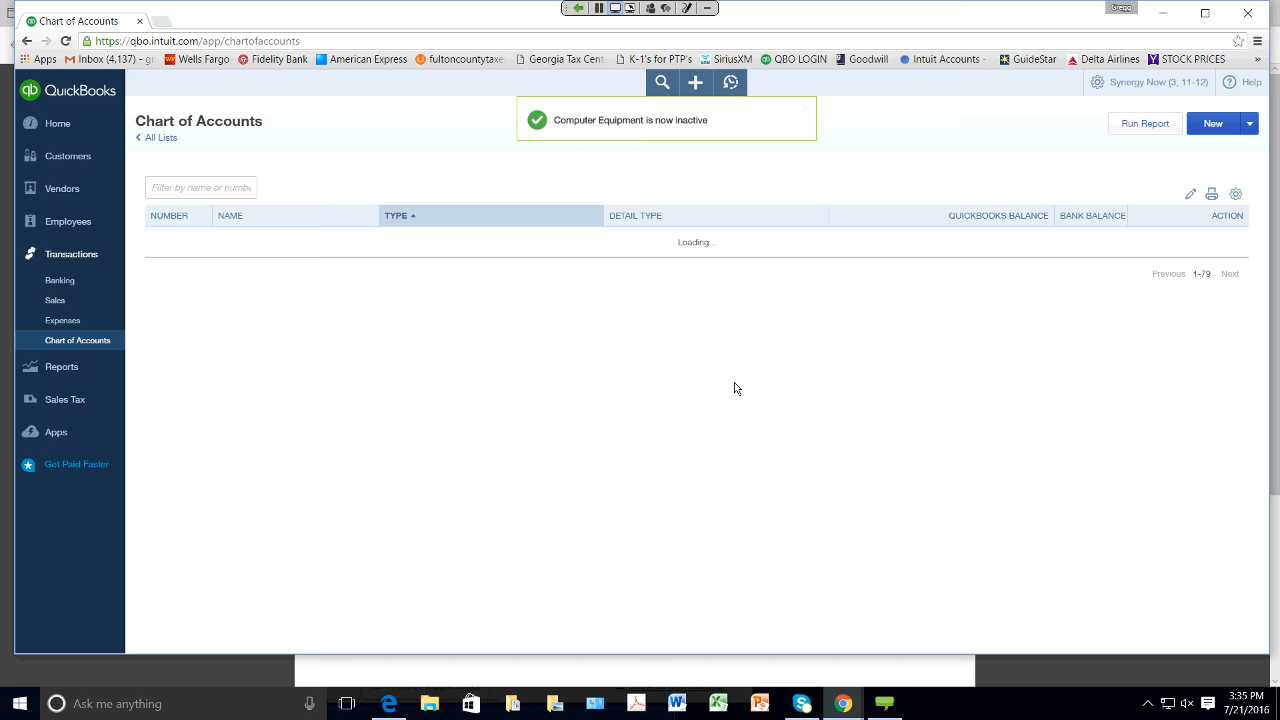 Gregg
Chart of Accounts
https://qbo.intuit.com/app/chartofaccounts
Apps
Inbox (4,137) - gr
Wells Fargo
Fidelity Bank
American Express
fultoncountytaxe
Georgia Tax Center
K-1's for PTP's
SiriusXM
QBO LOGIN
Goodwill
Intuit Accounts -
GuideStar
Delta Airlines
STOCK PRICES
»
qb QuickBooks
Synergy Now (3, 11-12)
Help
Home
Customers
Vendors
Employees
Transactions
Banking
Sales
Expenses
Chart of Accounts
Reports
Sales Tax
Apps
Get Paid Faster
Chart of Accounts
All Lists
Computer Equipment is now inactive
Run Report
New
Filter by name or numbe
NUMBER NAME TYPE DETAIL TYPE QUICKBOOKS BALANCE BANK BALANCE ACTION
Loading...
Previous 1-79 Next
Ask me anything
3:35 PM
7/21/2016